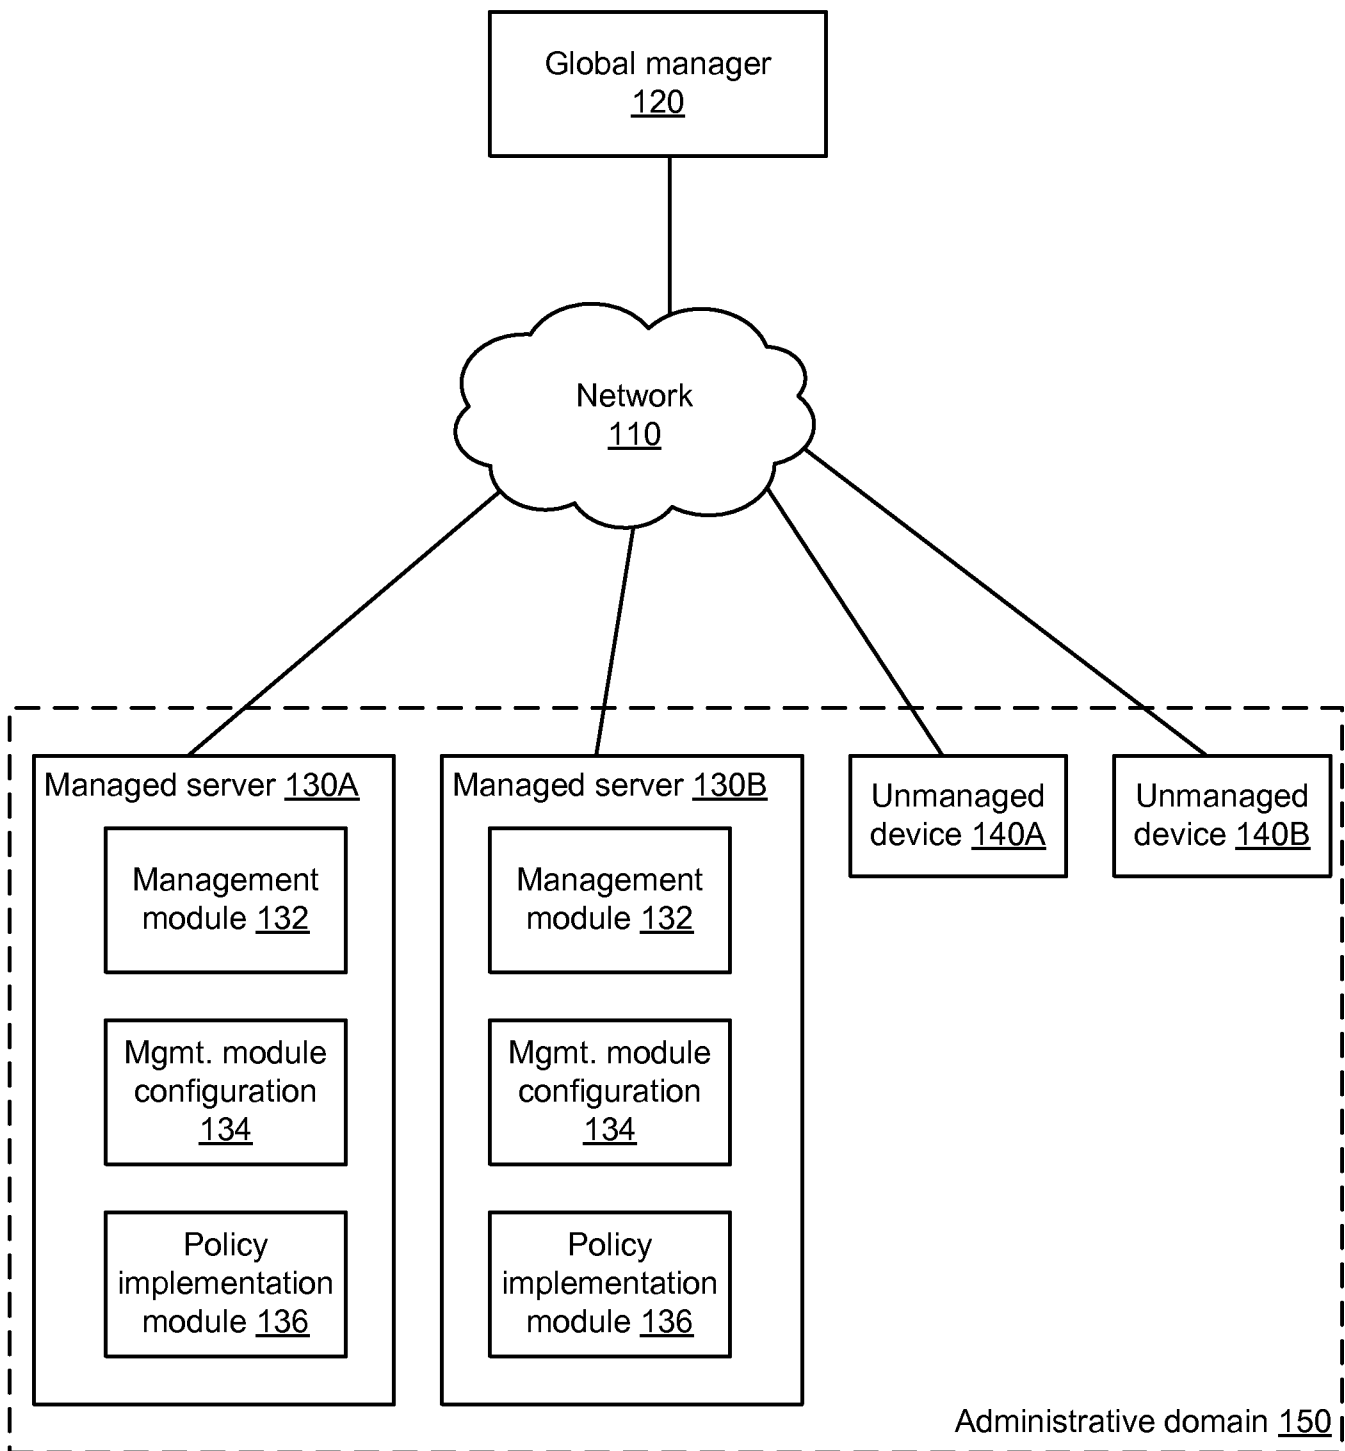 Global manager
120
Network
110
Managed server 130A
Management
module 132
Mgmt. module
configuration
134
Policy
implementation
module 136
Managed server 130B
Management
module 132
Mgmt. module
configuration
134
Policy
implementation
module 136
Unmanaged
device 140A
Unmanaged
device 140B
Administrative domain 150